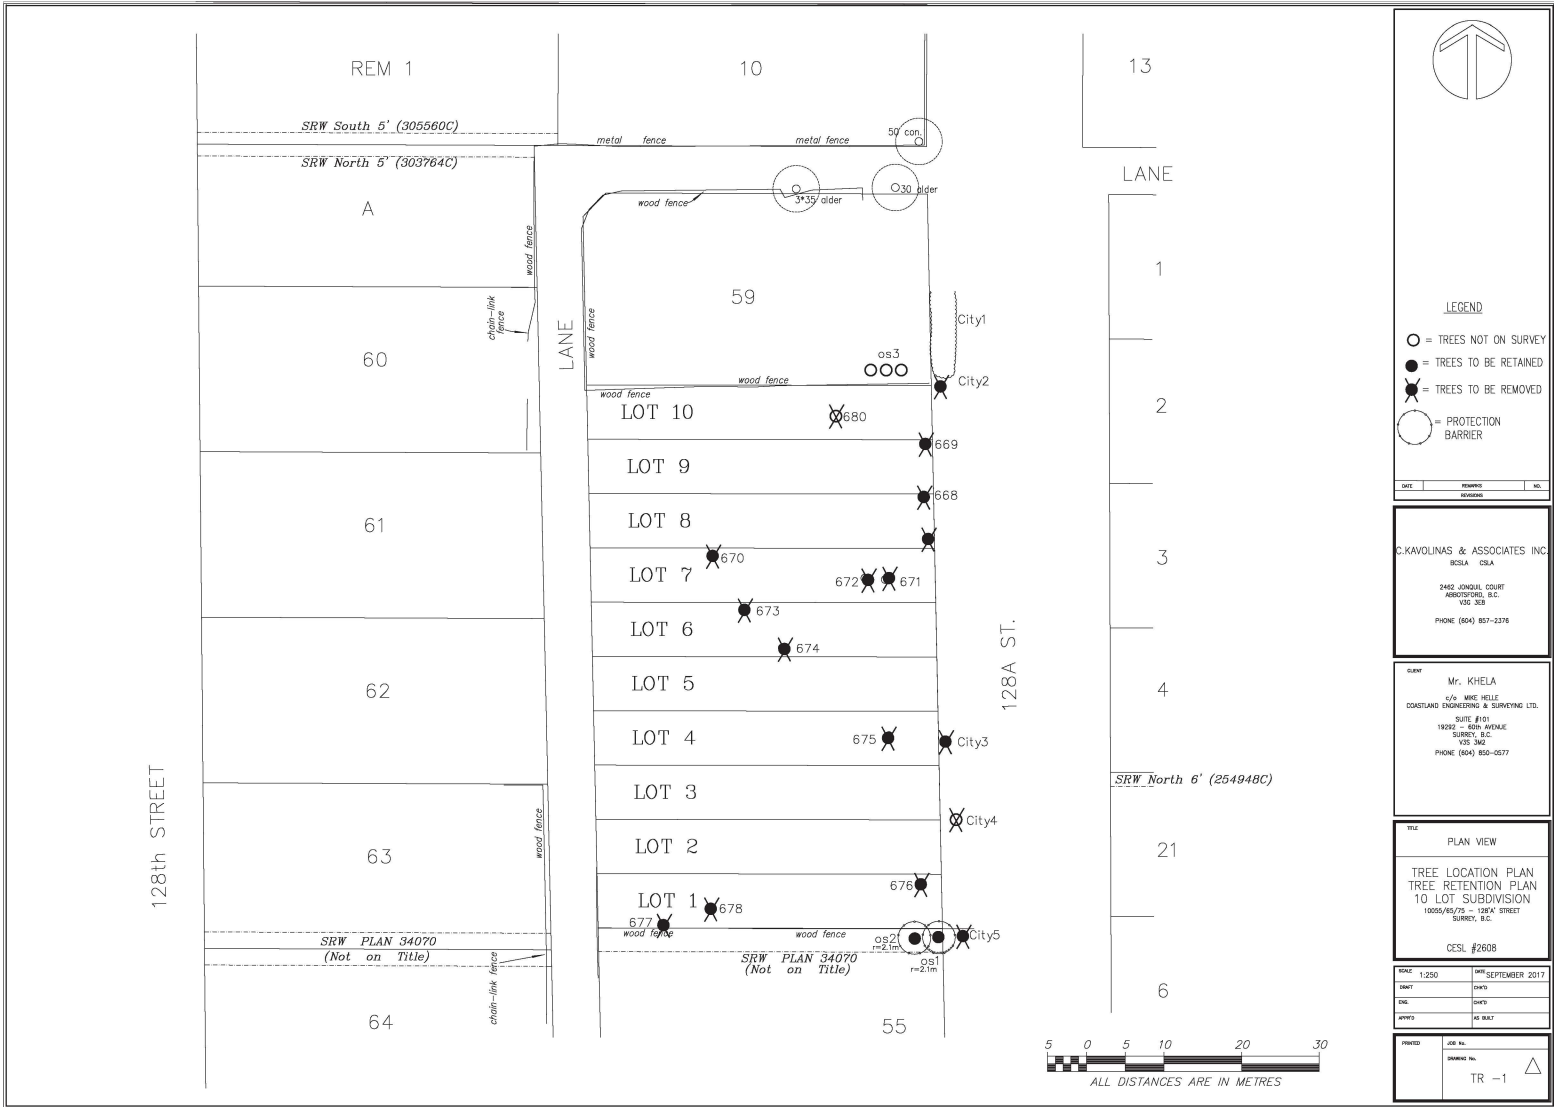 REM 1
10
13
SRW South 5' (305560C)
SRW North 5' (303764C)
metal fence
metal fence
50 con.
LANE
A
wood fence
3*35 alder
30 alder
wood fence
1
59
chain-link
fence
wood fence
LANE
City1
60
os3
wood fence
City2
wood fence
LOT 10
680
2
669
LOT 9
668
61
LOT 8
670
3
LOT 7
672
671
673
LOT 6
674
128A ST.
62
LOT 5
4
LOT 4
675
City3
SRW North 6' (254948C)
LOT 3
City4
128th STREET
wood fence
63
LOT 2
21
676
LOT 1
678
677
wood fence
wood fence
City5
os2
r=2.1m
os1
r=2.1m
SRW PLAN 34070
(Not on Title)
SRW PLAN 34070
(Not on Title)
chain-link fence
6
64
55
5 0 5 10 20 30
ALL DISTANCES ARE IN METRES
LEGEND
= TREES NOT ON SURVEY
= TREES TO BE RETAINED
= TREES TO BE REMOVED
= PROTECTION
BARRIER
DATE REMARKS NO.
REVISIONS
C.KAVOLINAS & ASSOCIATES INC.
BCSLA CSLA
2462 JONQUIL COURT
ABBOTSFORD, B.C.
V3G 3E8
PHONE (604) 857-2376
CLIENT
Mr. KHELA
c/o MIKE HELLE
COASTLAND ENGINEERING & SURVEYING LTD.
SUITE #101
19292 - 60th AVENUE
SURREY, B.C.
V3S 3M2
PHONE (604) 850-0577
TITLE
PLAN VIEW
TREE LOCATION PLAN
TREE RETENTION PLAN
10 LOT SUBDIVISION
10055/65/75 - 128'A' STREET
SURREY, B.C.
CESL #2608
SCALE 1:250
DATE SEPTEMBER 2017
DRAFT CHK'D
ENG. CHK'D
APPR'D AS BUILT
PRINTED JOB No.
DRAWING No.
TR -1